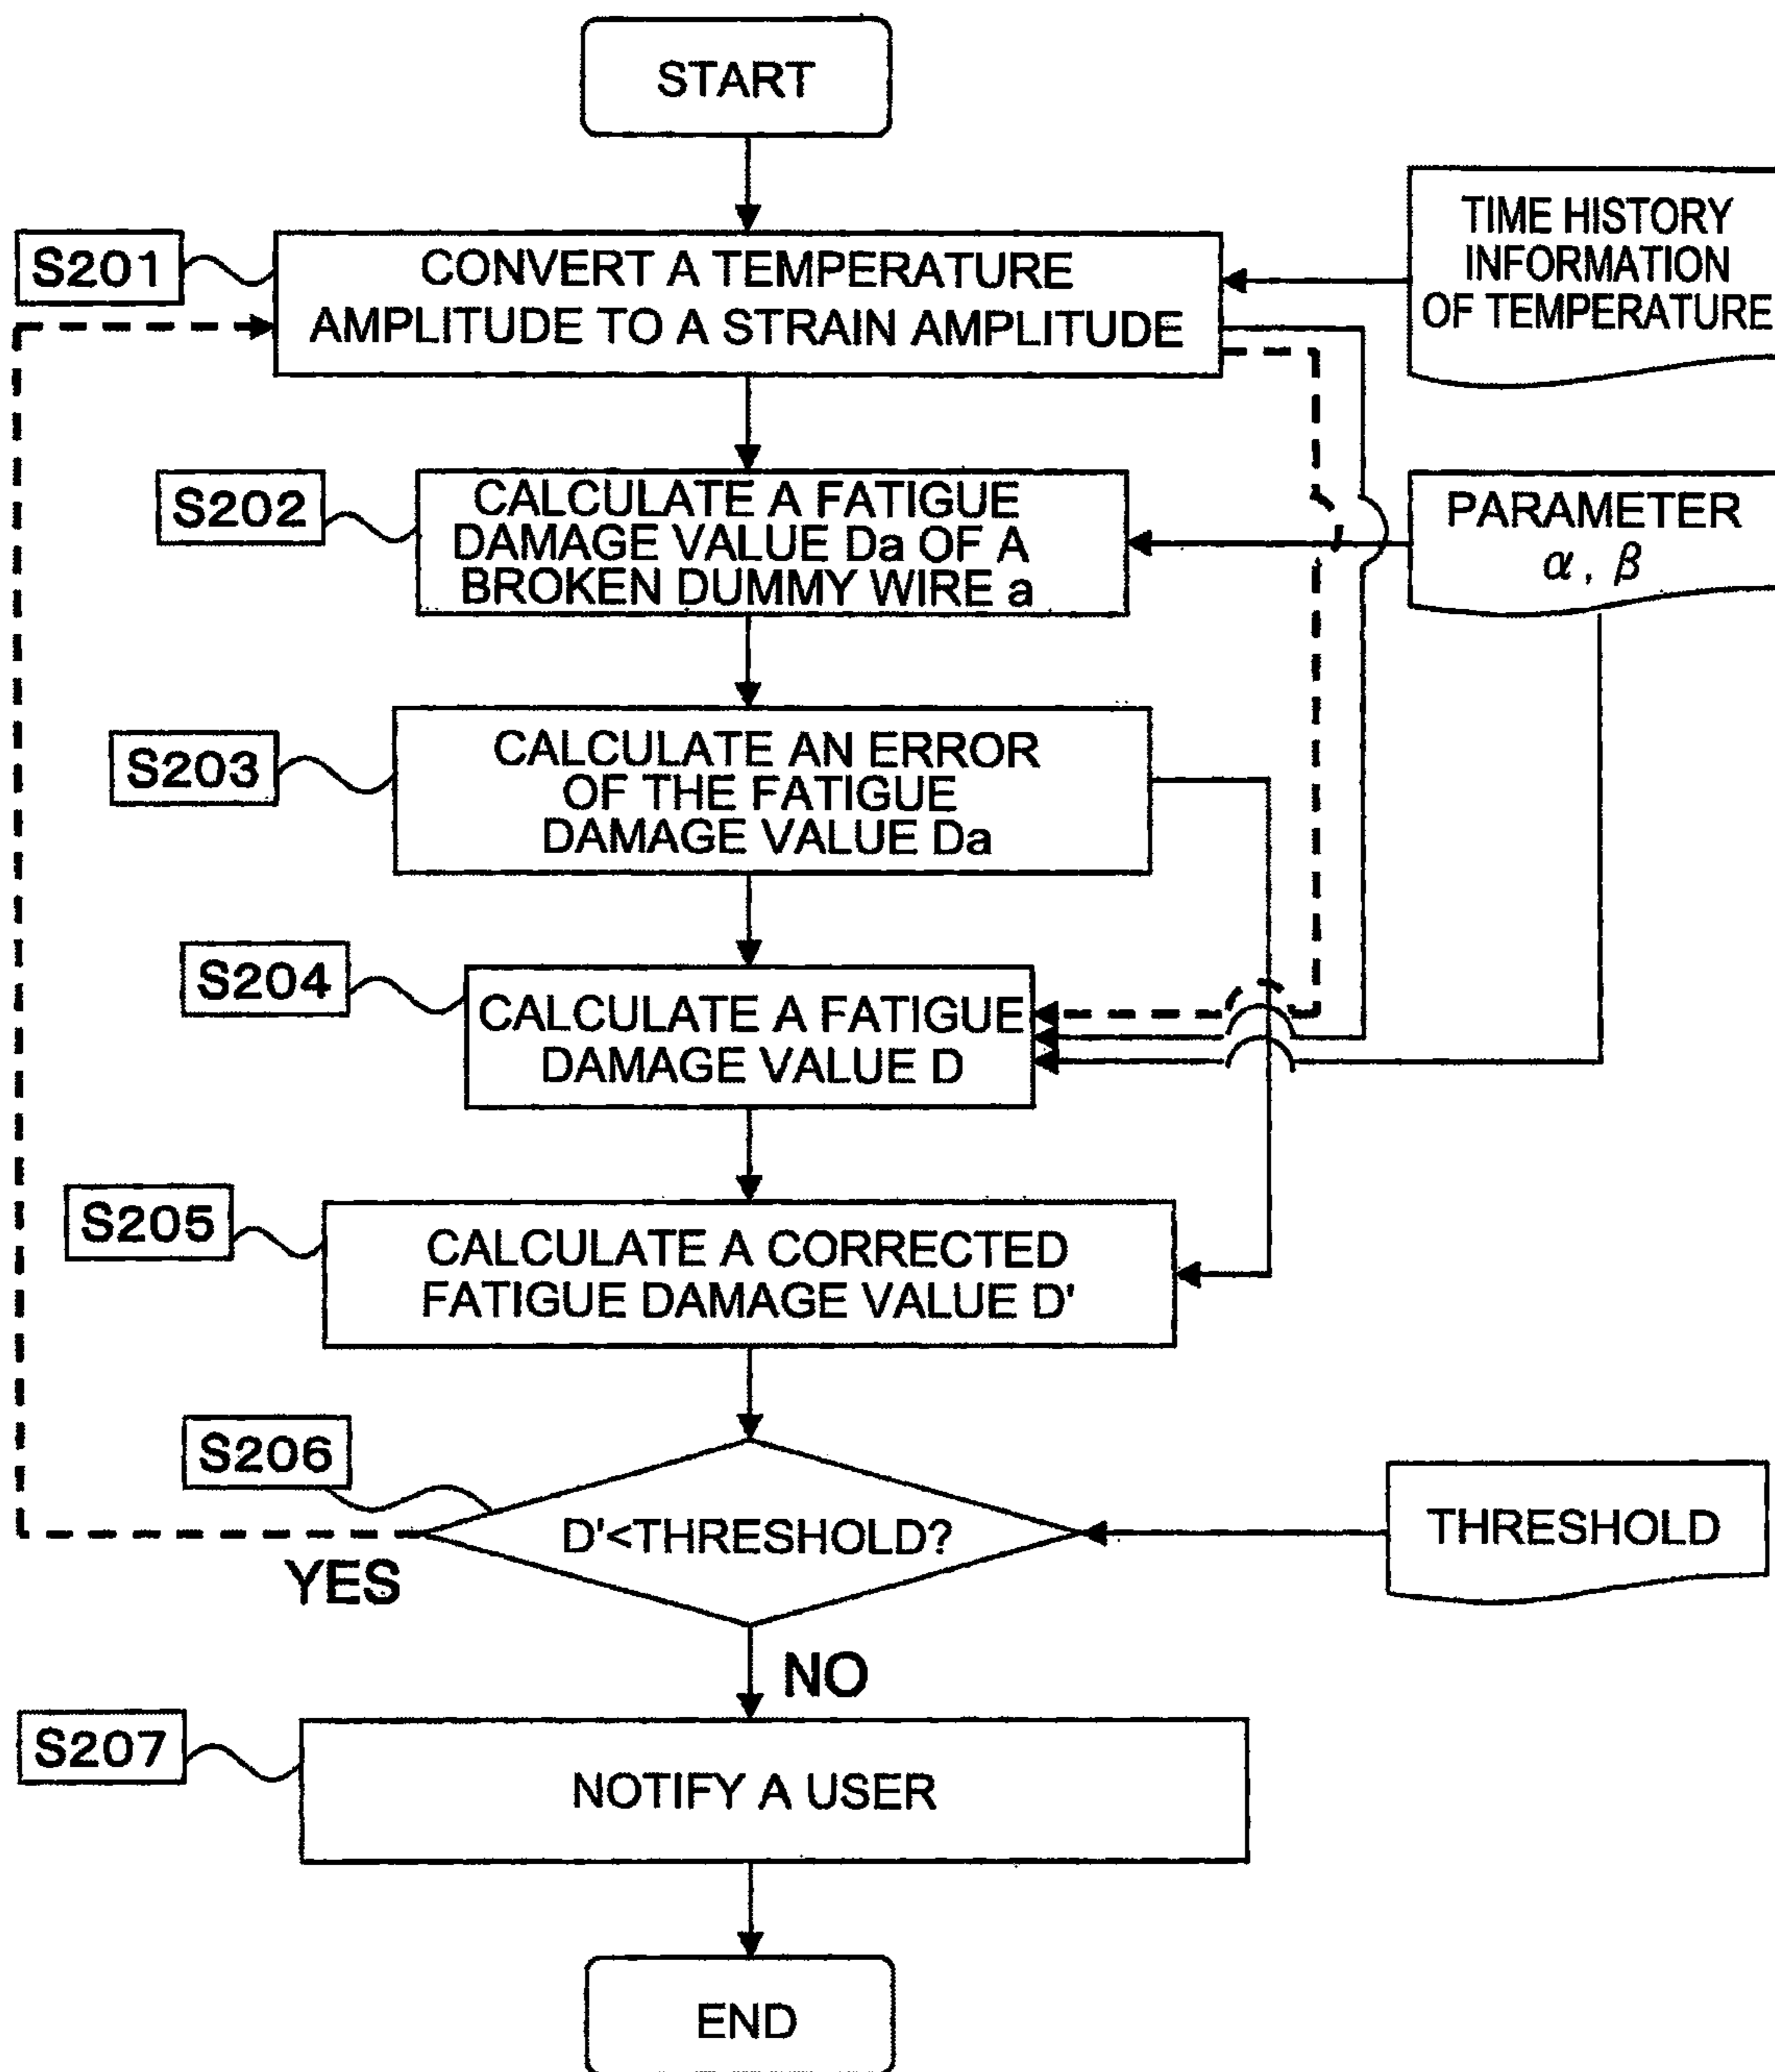 START
TIME HISTORY
INFORMATION
OF TEMPERATURE
S201
CONVERT A TEMPERATURE
AMPLITUDE TO A STRAIN AMPLITUDE
S202
CALCULATE A FATIGUE
DAMAGE VALUE Da OF A
BROKEN DUMMY WIRE a
PARAMETER
α, β
S203
CALCULATE AN ERROR
OF THE FATIGUE
DAMAGE VALUE Da
S204
CALCULATE A FATIGUE
DAMAGE VALUE D
S205
CALCULATE A CORRECTED
FATIGUE DAMAGE VALUE D'
S206
D'<THRESHOLD?
THRESHOLD
YES
NO
S207
NOTIFY A USER
END